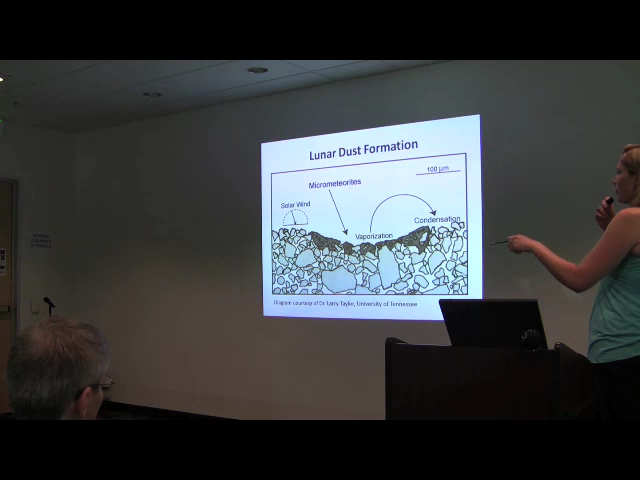 Lunar Dust Formation
100 µm
Micrometeorites
Solar Wind
Vaporization
Condensation
Diagram courtesy of Dr. Larry Taylor, University of Tennessee